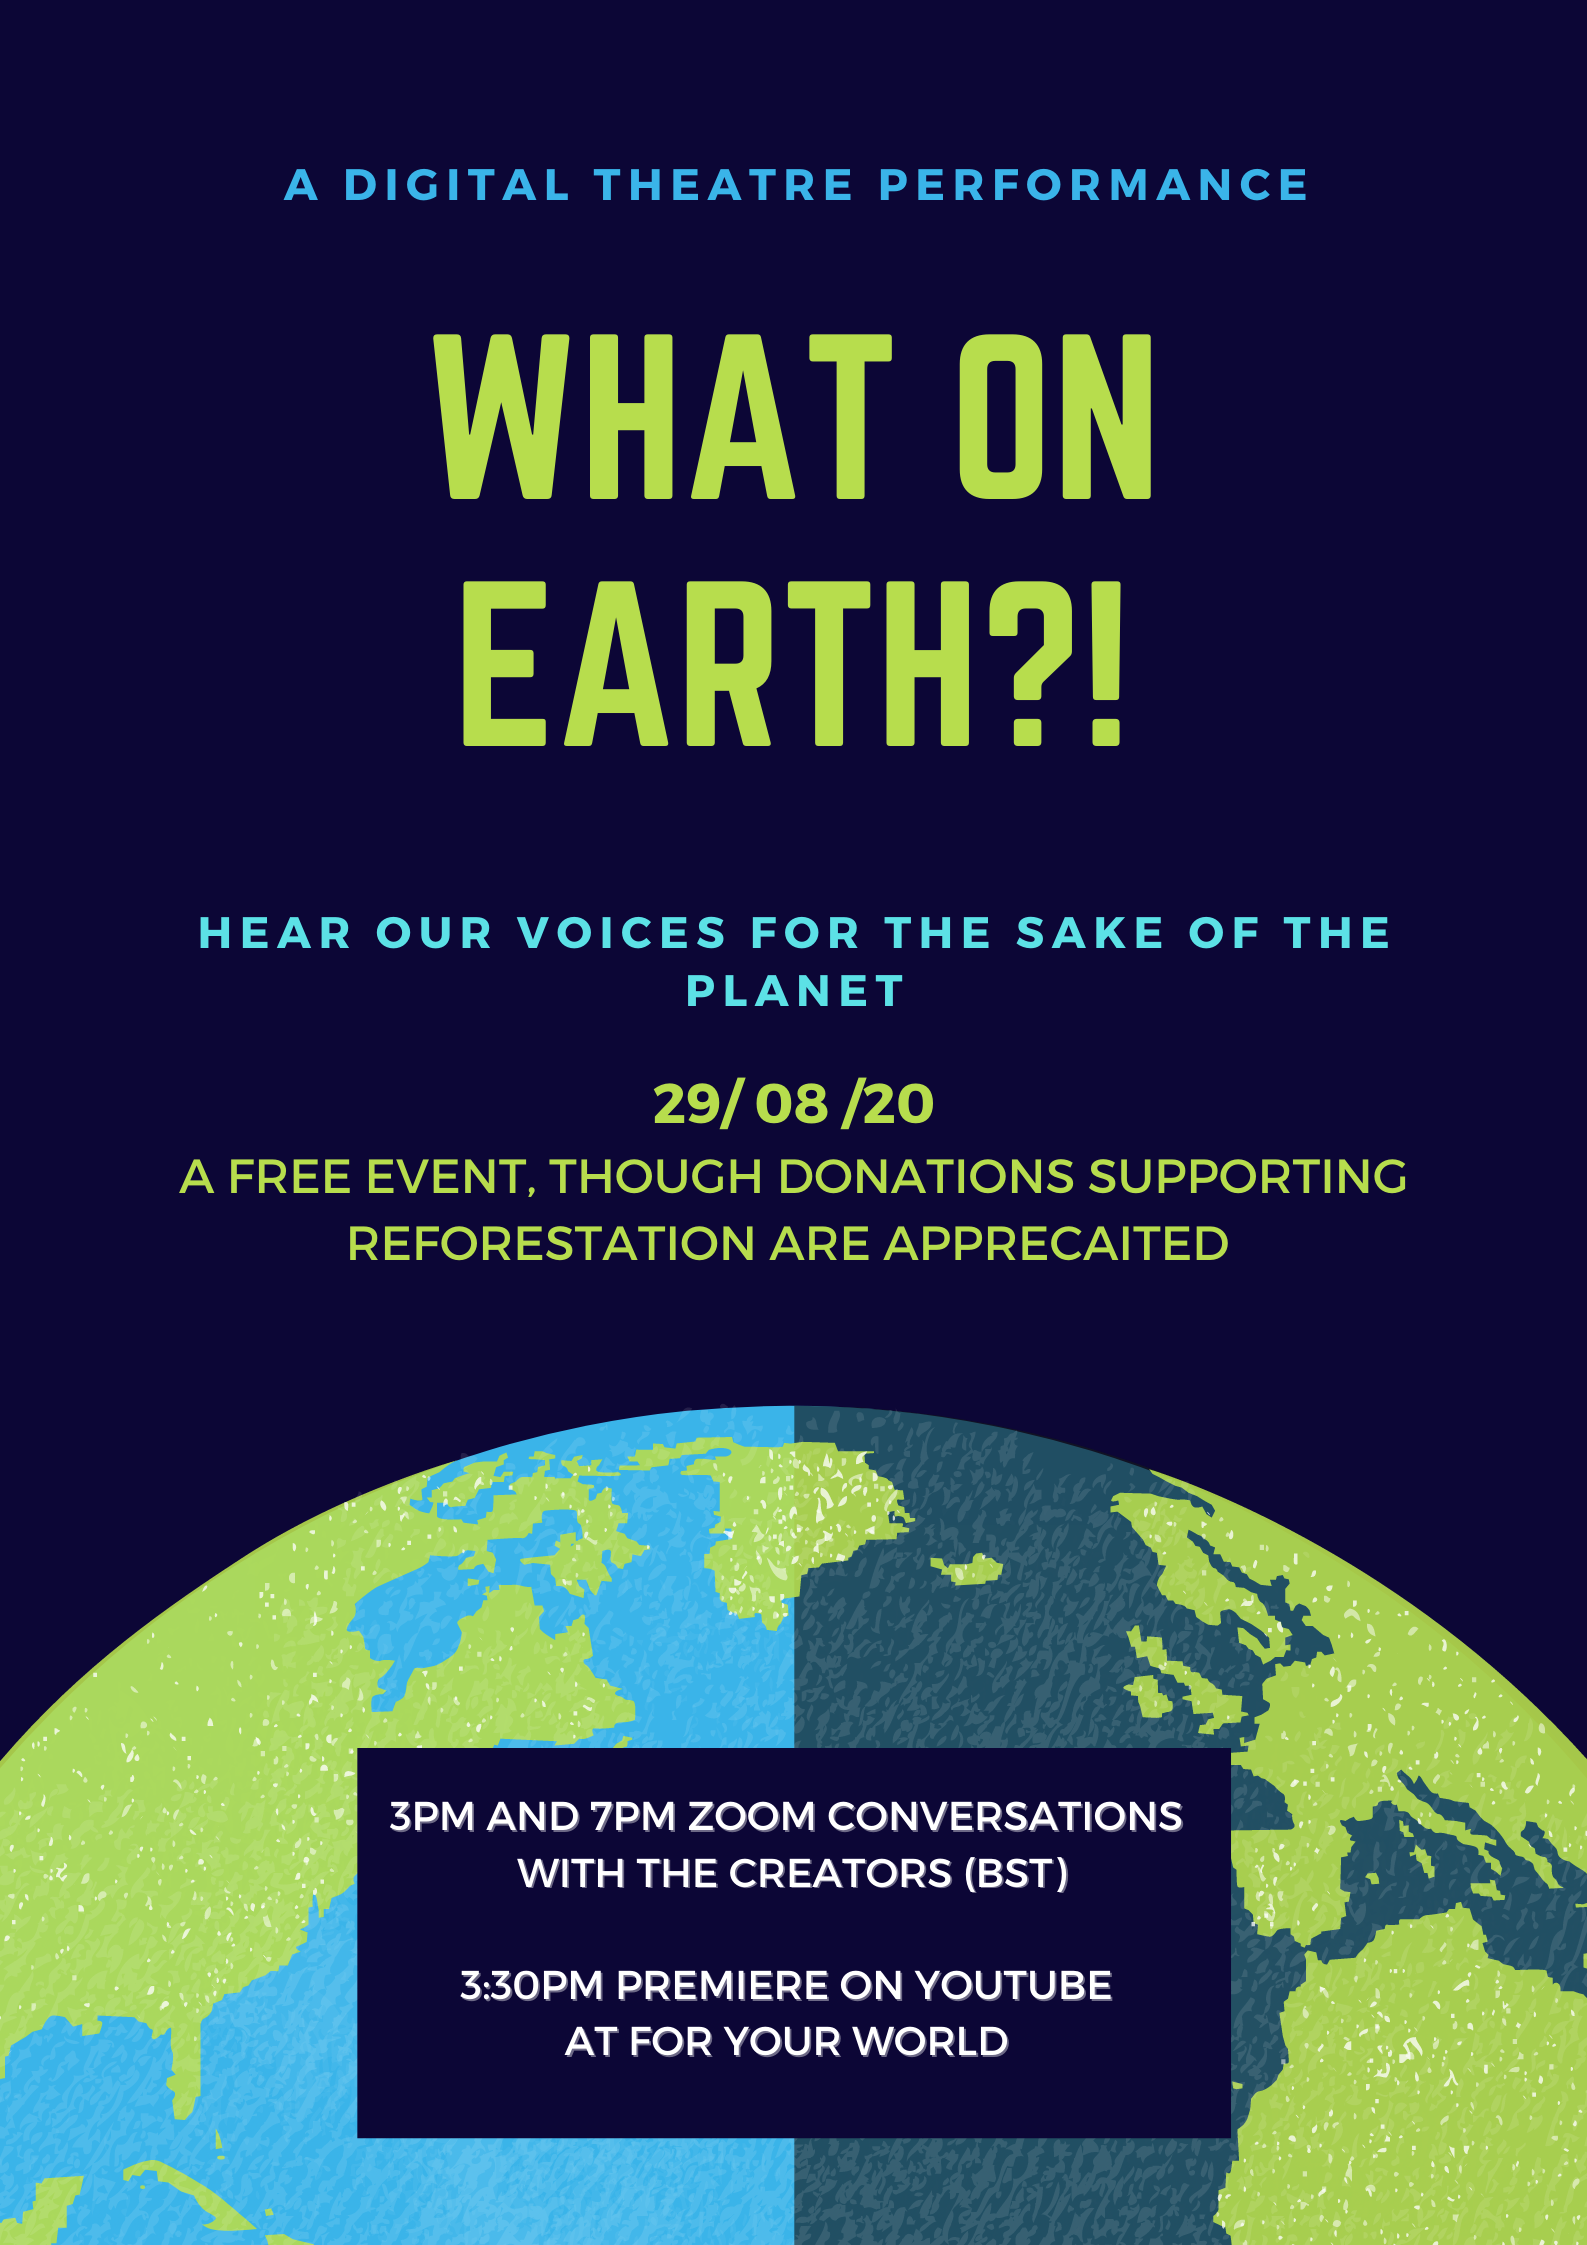 A DIGITAL THEATRE PERFORMANCE
WHAT ON
EARTH?!
HEAR OUR VOICES FOR THE SAKE OF THE
PLANET
29/ 08 /20
A FREE EVENT, THOUGH DONATIONS SUPPORTING
REFORESTATION ARE APPRECAITED
3PM AND 7PM ZOOM CONVERSATIONS
WITH THE CREATORS (BST)
3:30PM PREMIERE ON YOUTUBE
AT FOR YOUR WORLD